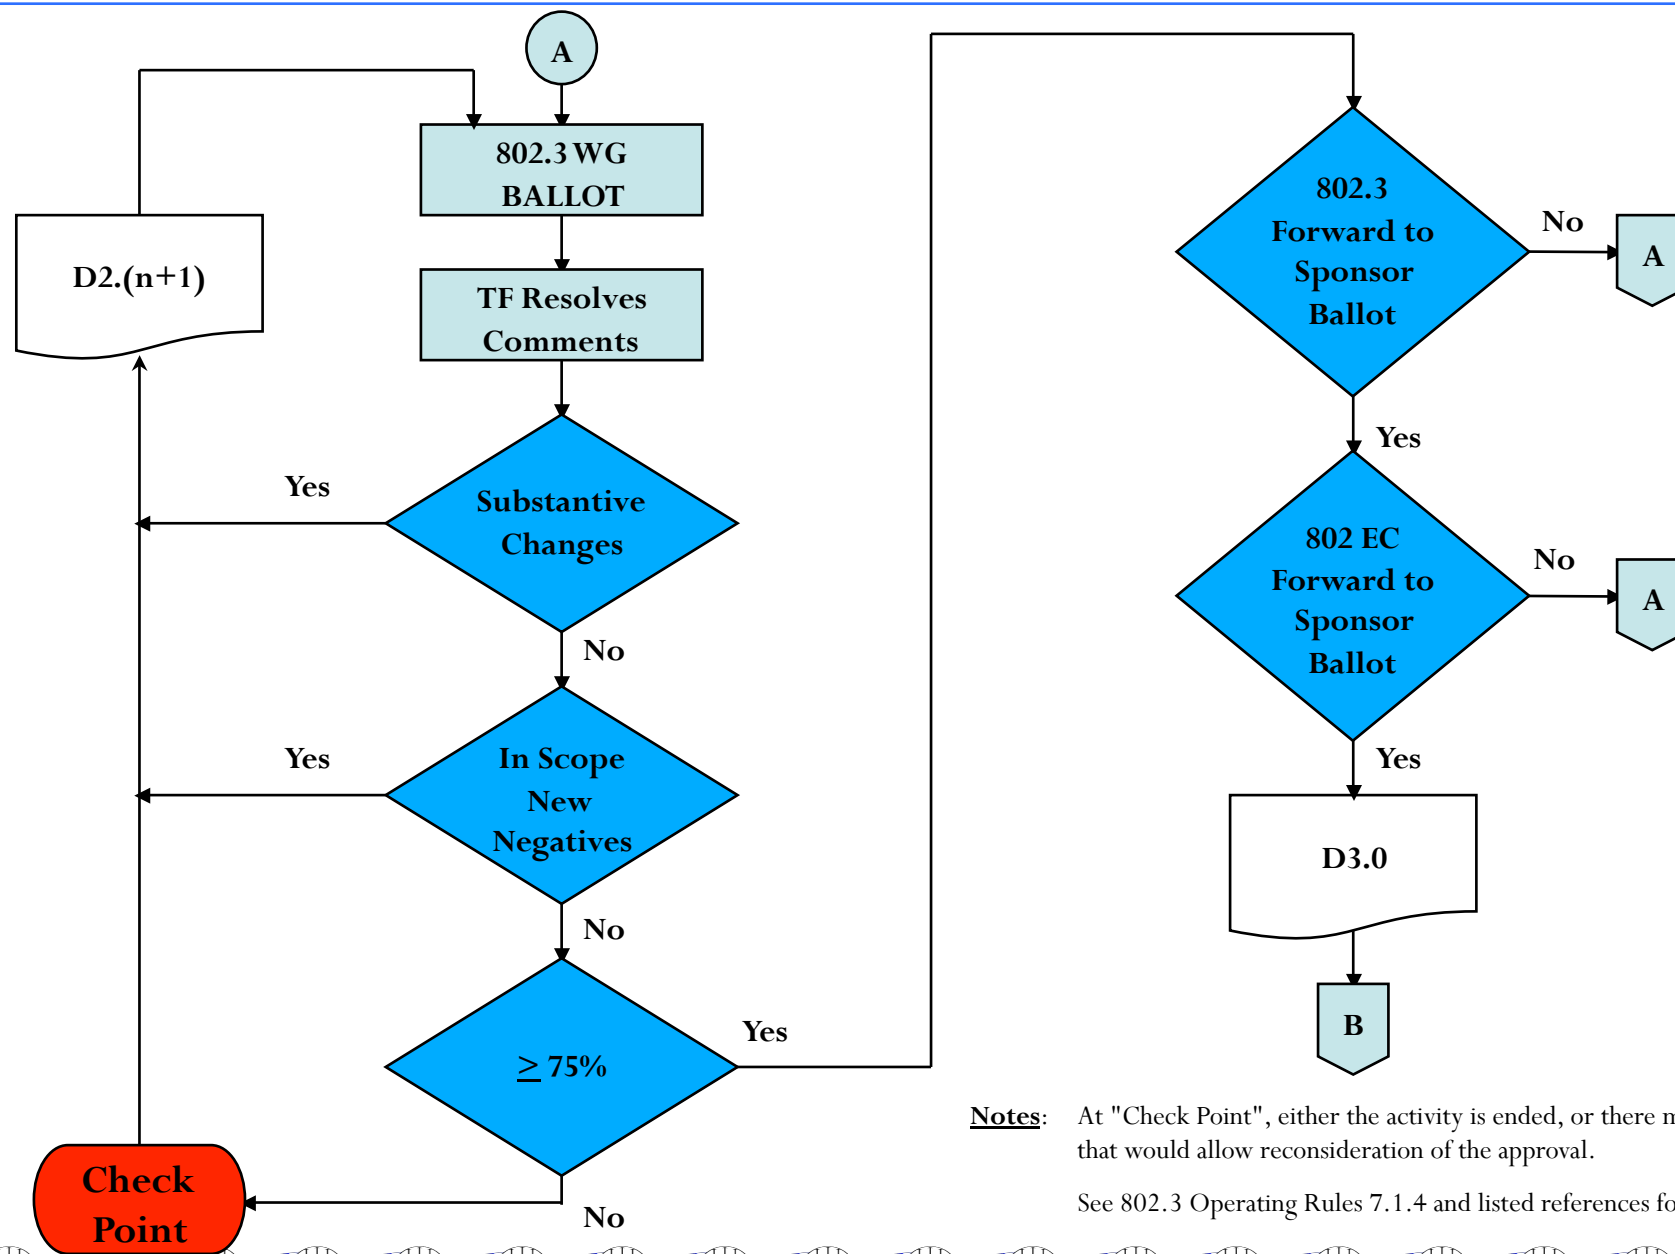 A
802.3 WG
BALLOT
D2.(n+1)
TF Resolves
Comments
Yes
Substantive
Changes
No
Yes
In Scope
New
Negatives
No
≥ 75%
Yes
No
Check
Point
802.3
Forward to
Sponsor
Ballot
No
A
Yes
802 EC
Forward to
Sponsor
Ballot
No
A
Yes
D3.0
B
Notes: At "Check Point", either the activity is ended, or there
that would allow reconsideration of the approval.
See 802.3 Operating Rules 7.1.4 and listed references